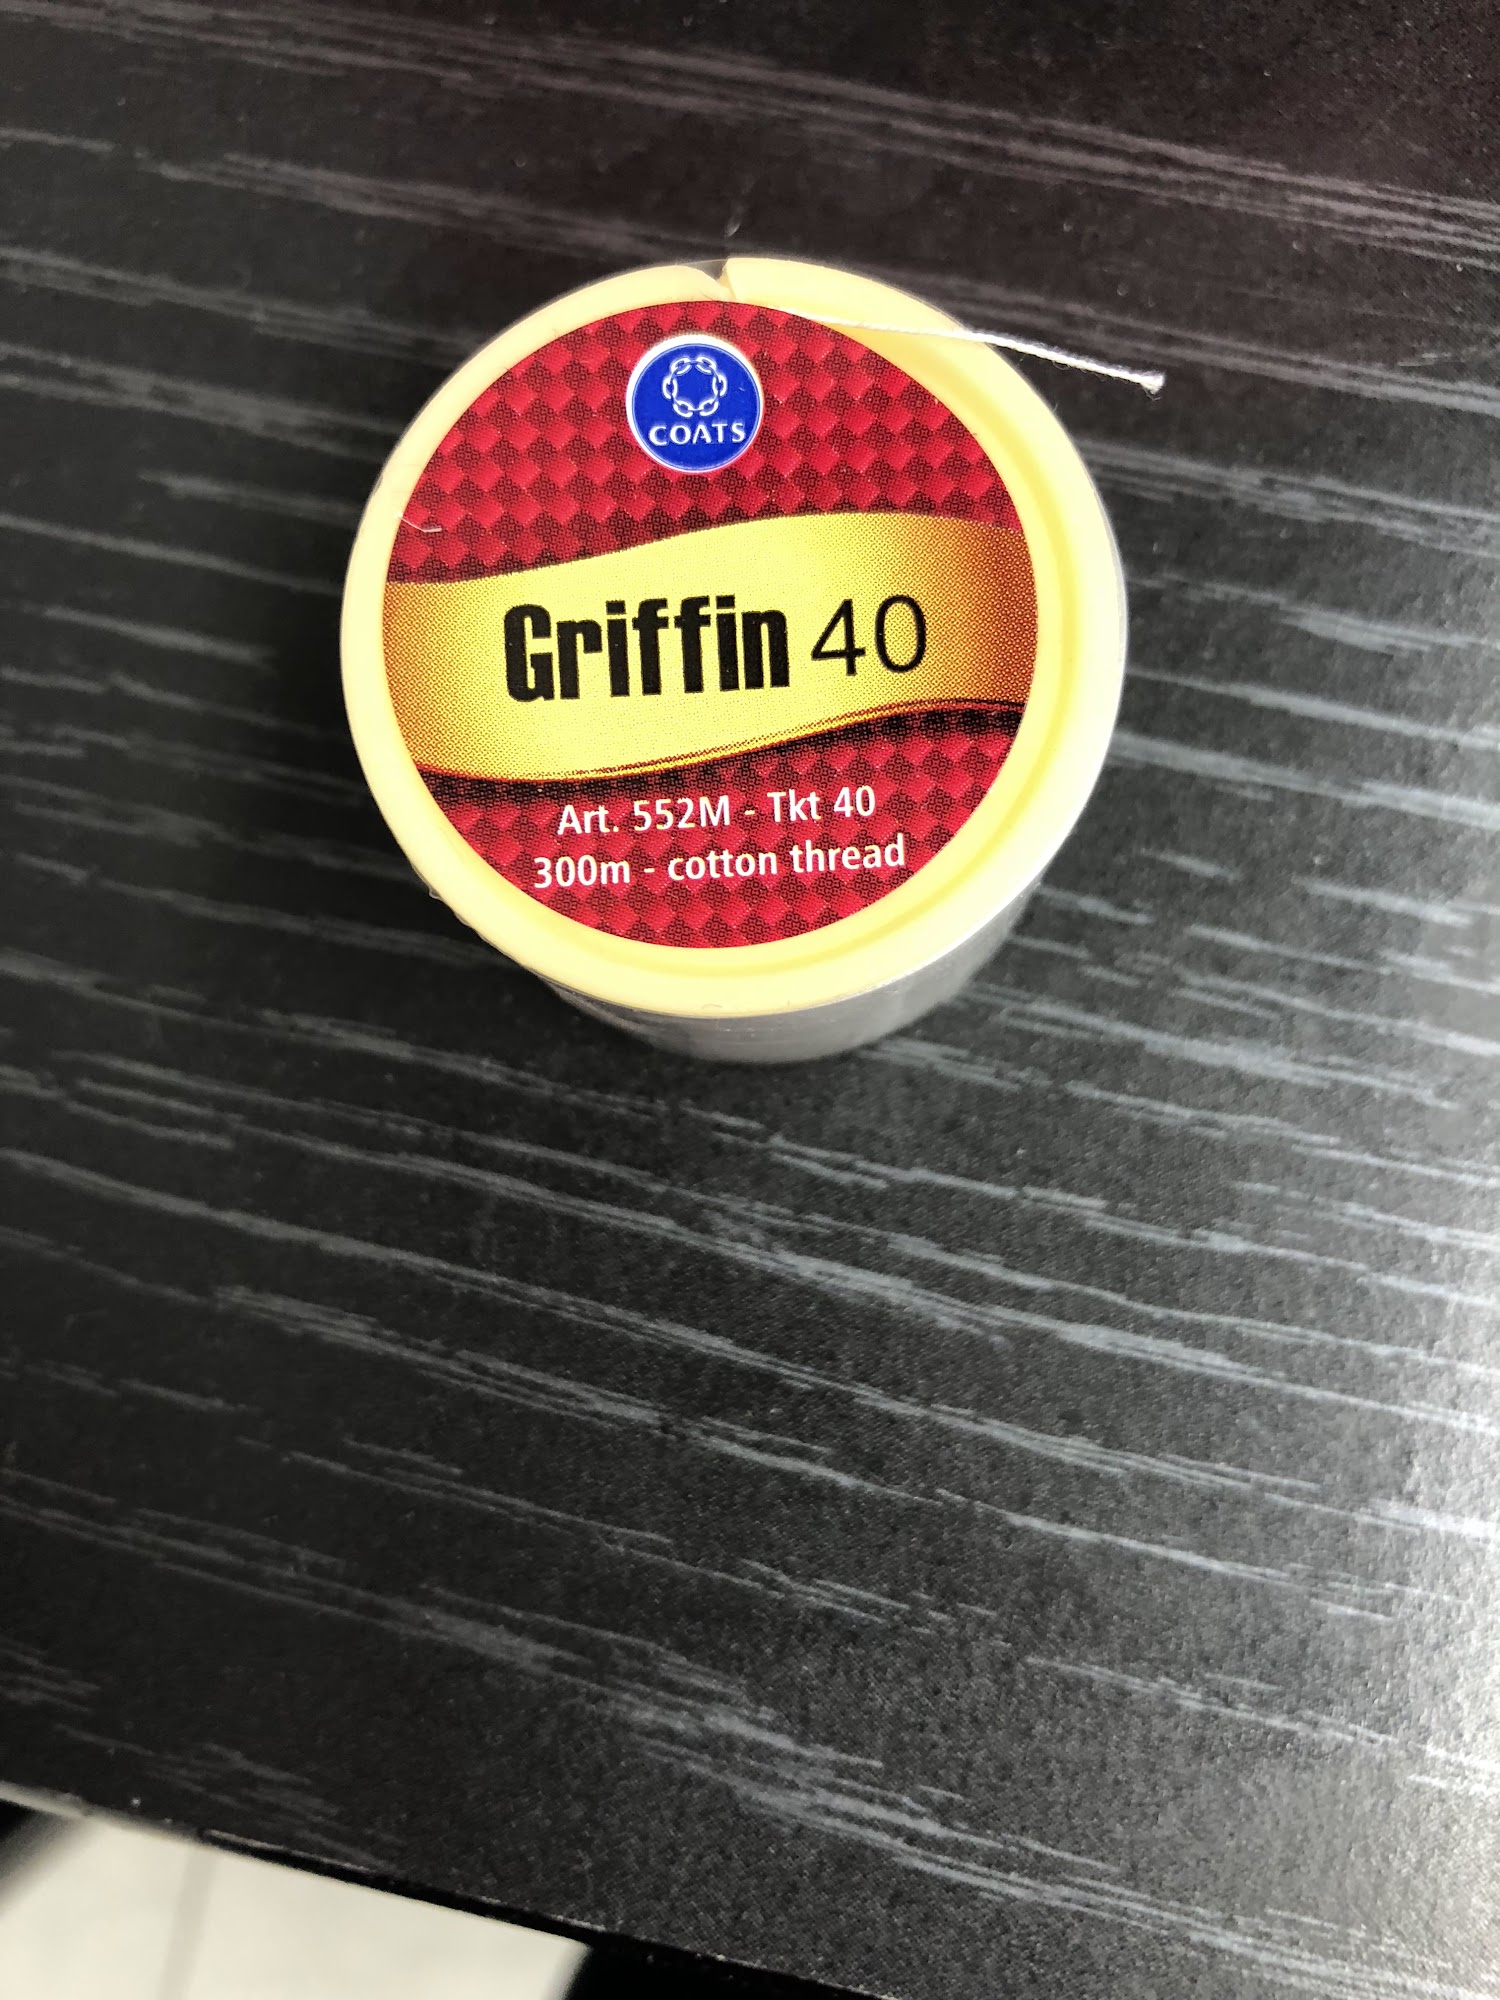 COATS
Griffin 40
Art. 552M - Tkt 40
300m - cotton thread